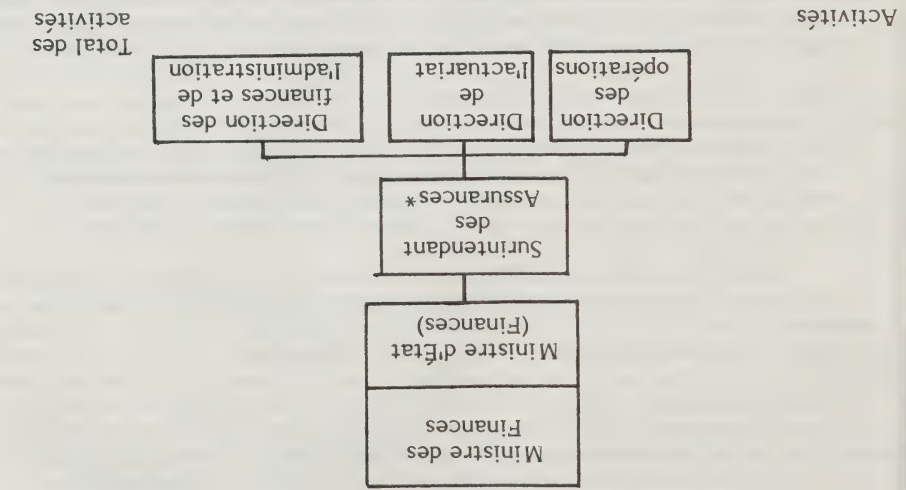 Ministre des
Finances
Ministre d'État
(Finances)
Surintendant
des
Assurances*
Direction
des
opérations
Direction
de
l'actuariat
Direction des
finances et de
l'administration
Activités
Total des
activités